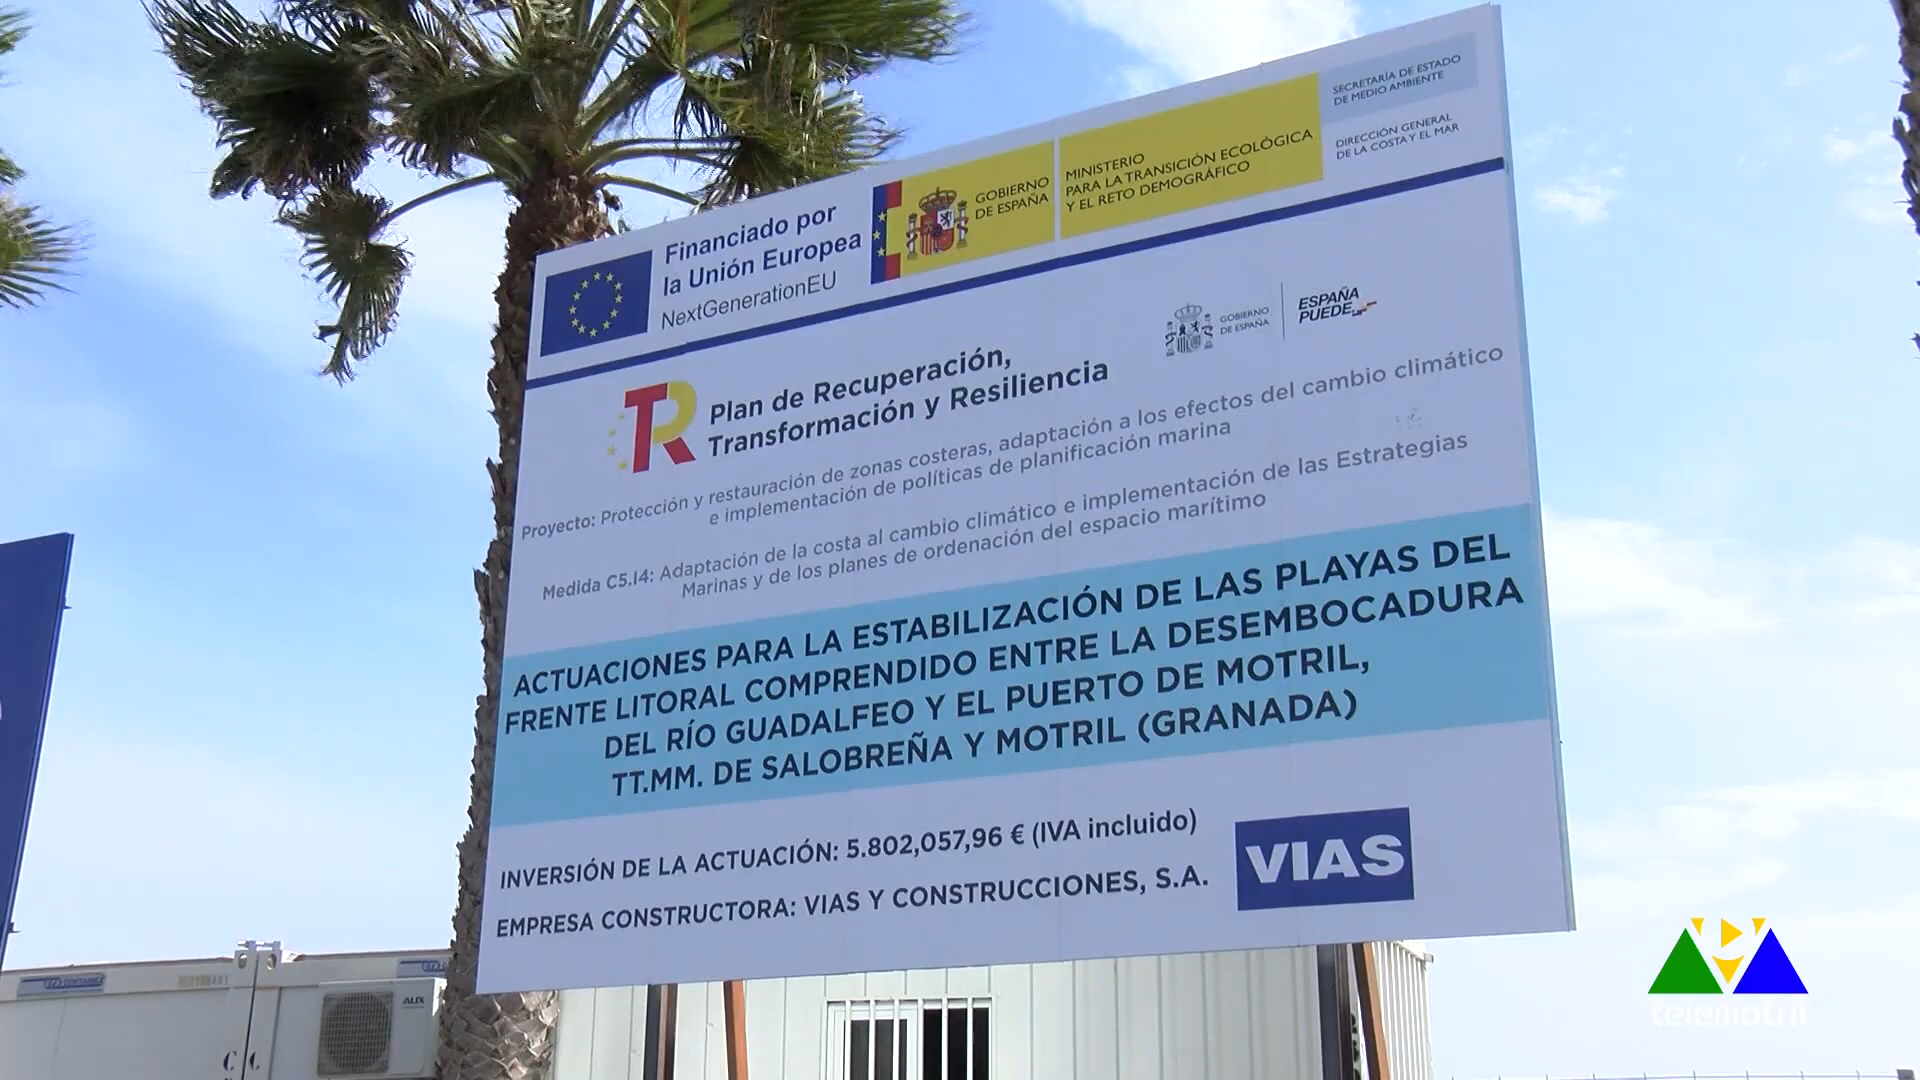 Financiado por
la Unión Europea
NextGenerationEU
GOBIERNO
DE ESPAÑA
MINISTERIO
PARA LA TRANSICIÓN ECOLÓGICA
Y EL RETO DEMOGRÁFICO
SECRETARÍA DE ESTADO
DE MEDIO AMBIENTE
DIRECCIÓN GENERAL
DE LA COSTA Y EL MAR
GOBIERNO
DE ESPAÑA
ESPAÑA
PUEDE
TR
Plan de Recuperación,
Transformación y Resiliencia
Proyecto: Protección y restauración de zonas costeras, adaptación a los efectos del cambio climático
e implementación de políticas de planificación marina
Medida C5.I4: Adaptación de la costa al cambio climático e implementación de las Estrategias
Marinas y de los planes de ordenación del espacio marítimo
ACTUACIONES PARA LA ESTABILIZACIÓN DE LAS PLAYAS DEL
FRENTE LITORAL COMPRENDIDO ENTRE LA DESEMBOCADURA
DEL RÍO GUADALFEO Y EL PUERTO DE MOTRIL,
TT.MM. DE SALOBREÑA Y MOTRIL (GRANADA)
INVERSIÓN DE LA ACTUACIÓN: 5.802,057,96 € (IVA incluido)
EMPRESA CONSTRUCTORA: VIAS Y CONSTRUCCIONES, S.A.
VIAS
AUX
telemotril